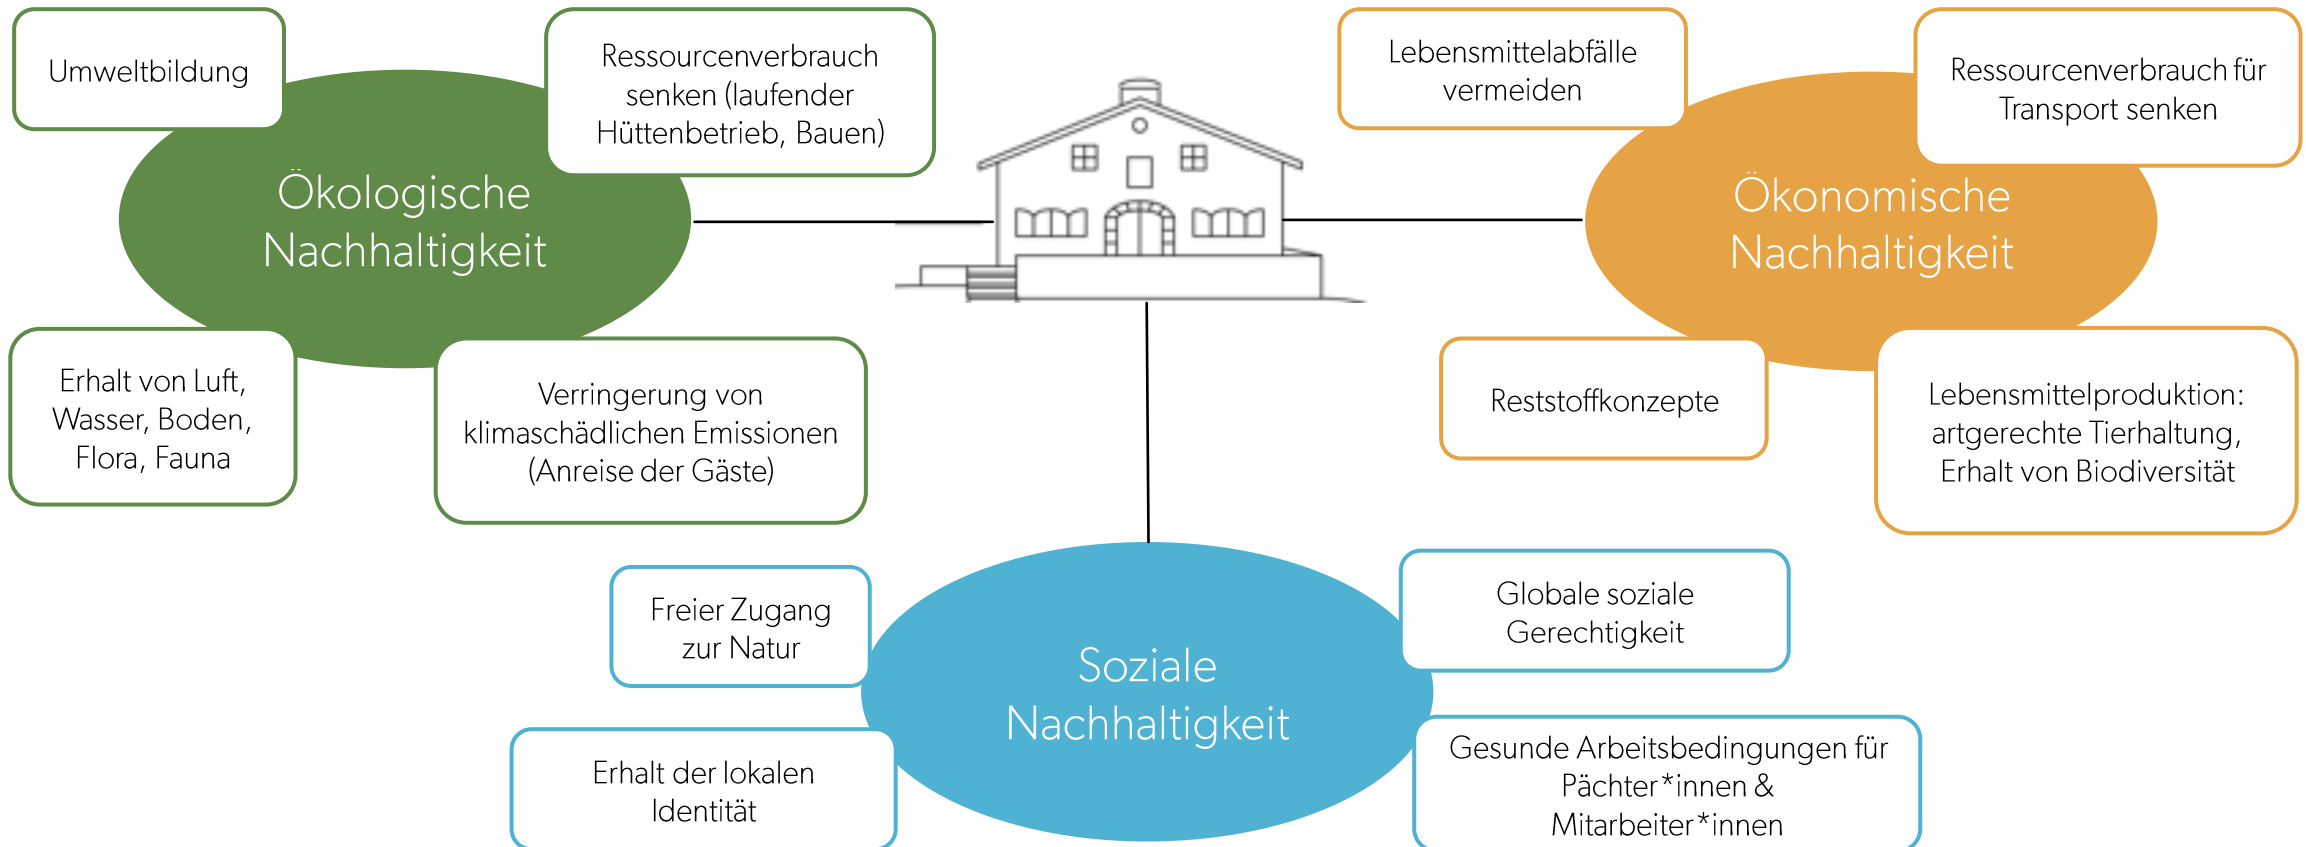 Umweltbildung
Ressourcenverbrauch
senken (laufender
Hüttenbetrieb, Bauen)
Ökologische
Nachhaltigkeit
Erhalt von Luft,
Wasser, Boden,
Flora, Fauna
Verringerung von
klimaschädlichen Emissionen
(Anreise der Gäste)
Lebensmittelabfälle
vermeiden
Ressourcenverbrauch für
Transport senken
Ökonomische
Nachhaltigkeit
Reststoffkonzepte
Lebensmittelproduktion:
artgerechte Tierhaltung,
Erhalt von Biodiversität
Freier Zugang
zur Natur
Globale soziale
Gerechtigkeit
Soziale
Nachhaltigkeit
Erhalt der lokalen
Identität
Gesunde Arbeitsbedingungen für
Pächter*innen &
Mitarbeiter*innen